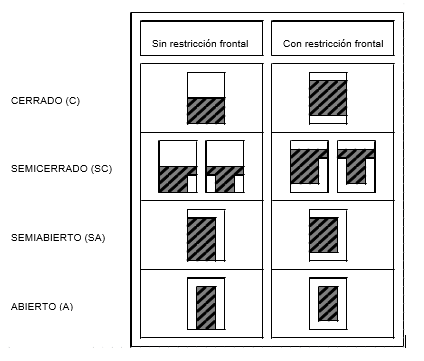 Sin restricción frontal
Con restricción frontal
CERRADO (C)
SEMICERRADO (SC)
SEMIABIERTO (SA)
ABIERTO (A)